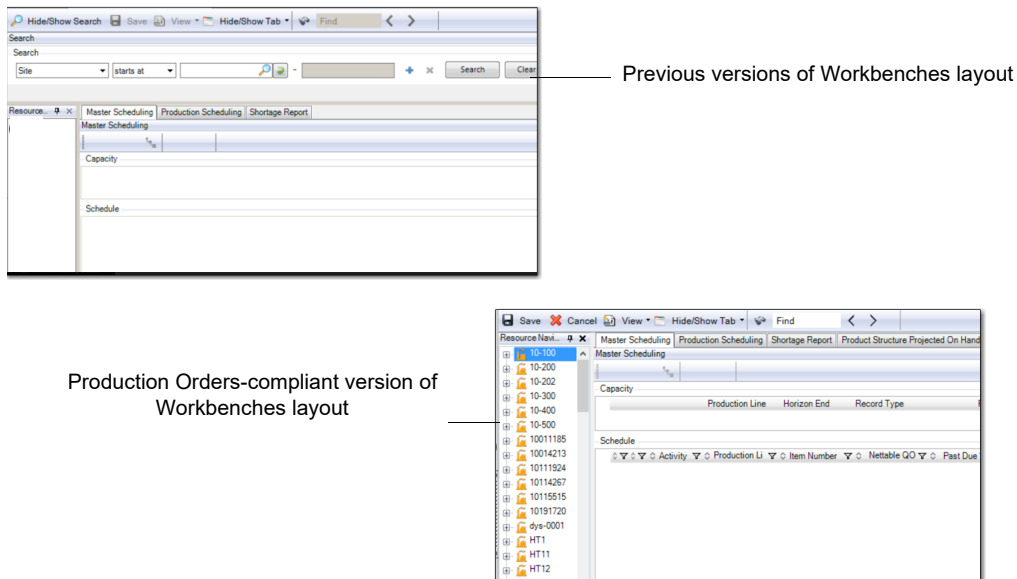 Hide/Show Search Save View Hide/Show Tab Find
Search
Search
Site starts at - Search Clear
Previous versions of Workbenches layout
Resource... Master Scheduling Production Scheduling Shortage Report
Master Scheduling
Capacity
Schedule
Save Cancel View Hide/Show Tab Find
Resource Navi... Master Scheduling Production Scheduling Shortage Report Product Structure Projected On Hand
10-100 Master Scheduling
10-200
10-202
10-300 Capacity
10-400 Production Line Horizon End Record Type
10-500
10011185 Schedule
10014213 Activity Production Li Item Number Nettable QO Past Due
10111924
10114267
10115515
10191720
dys-0001
HT1
HT11
HT12
Production Orders-compliant version of
Workbenches layout